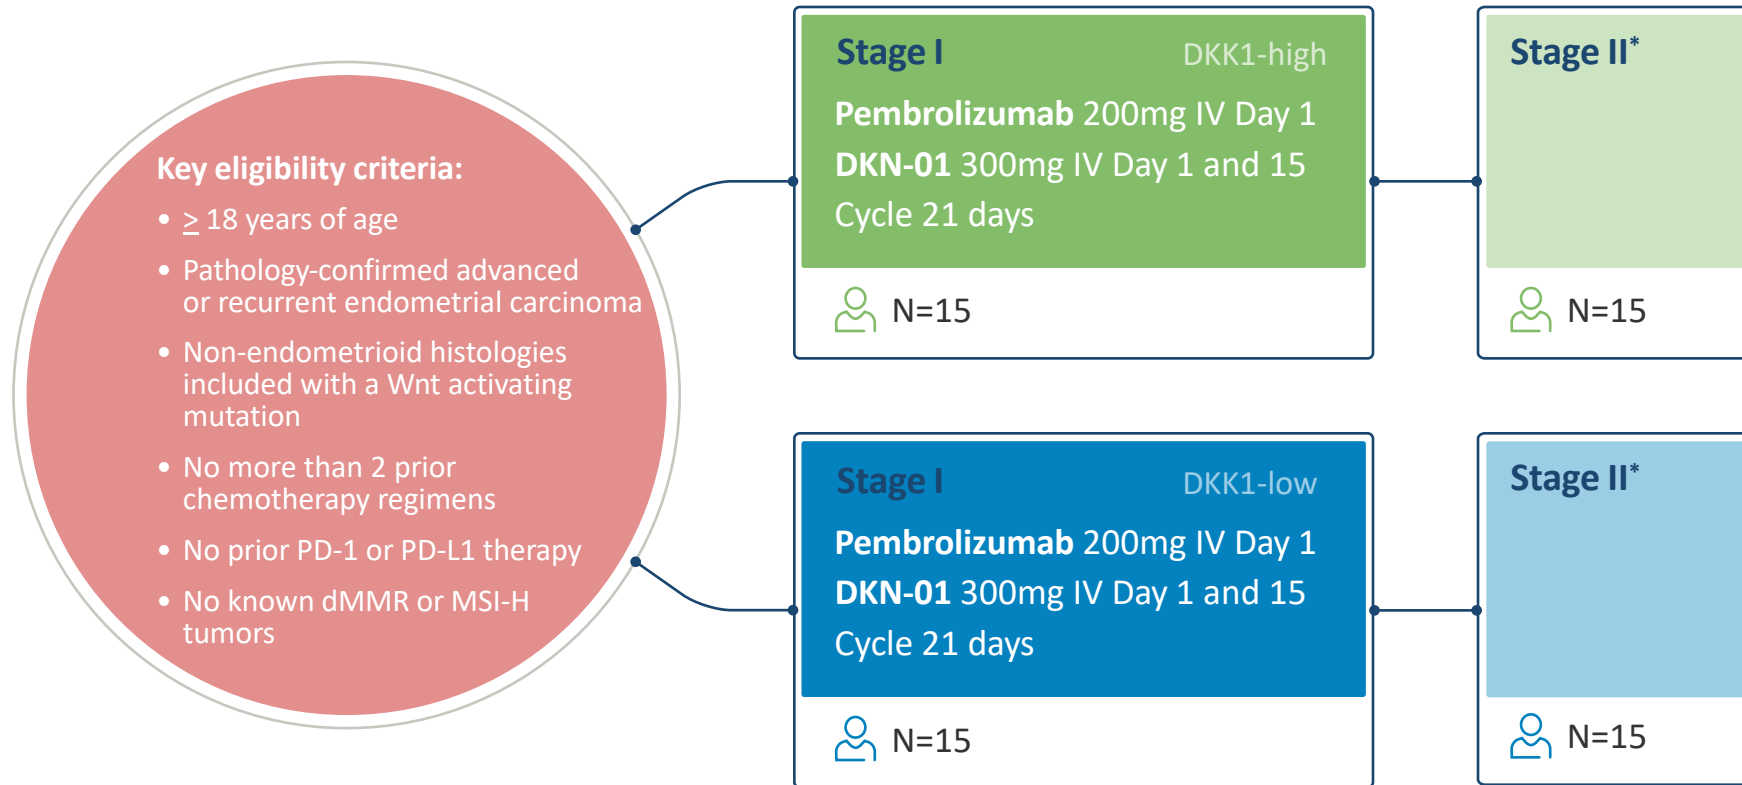 Key eligibility criteria:
• ≥ 18 years of age
• Pathology-confirmed advanced
or recurrent endometrial carcinoma
• Non-endometrioid histologies
included with a Wnt activating
mutation
• No more than 2 prior
chemotherapy regimens
• No prior PD-1 or PD-L1 therapy
• No known dMMR or MSI-H
tumors
Stage I DKK1-high
Pembrolizumab 200mg IV Day 1
DKN-01 300mg IV Day 1 and 15
Cycle 21 days
N=15
Stage II*
N=15
Stage I DKK1-low
Pembrolizumab 200mg IV Day 1
DKN-01 300mg IV Day 1 and 15
Cycle 21 days
N=15
Stage II*
N=15